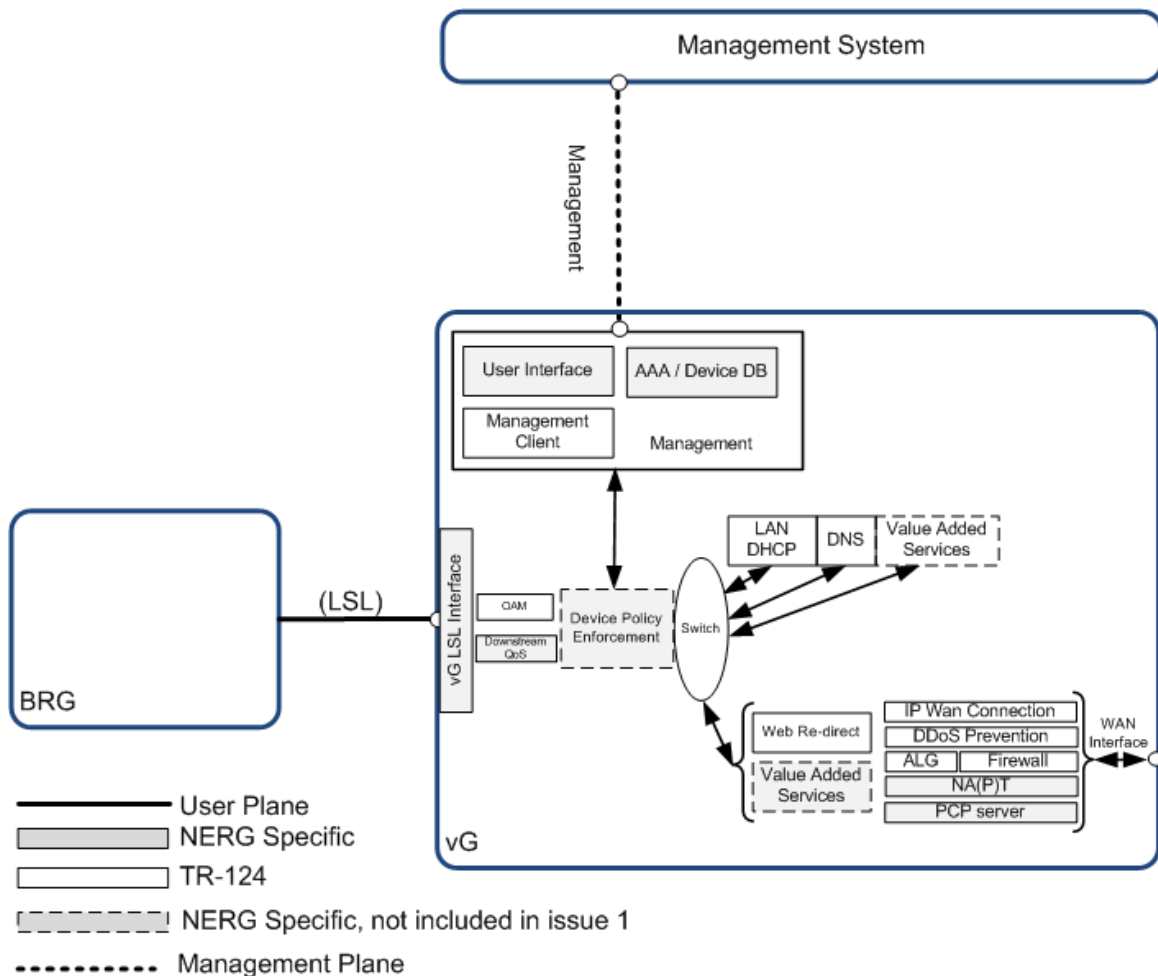 Management System
Management
User Interface
AAA / Device DB
Management
Client
Management
LAN
DHCP
DNS
Value Added
Services
(LSL)
vG LSL Interface
OAM
Downstream
QoS
Device Policy
Enforcement
Switch
BRG
Web Re-direct
Value Added
Services
IP Wan Connection
DDoS Prevention
ALG
Firewall
NA(P)T
PCP server
WAN
Interface
vG
User Plane
NERG Specific
TR-124
NERG Specific, not included in issue 1
Management Plane